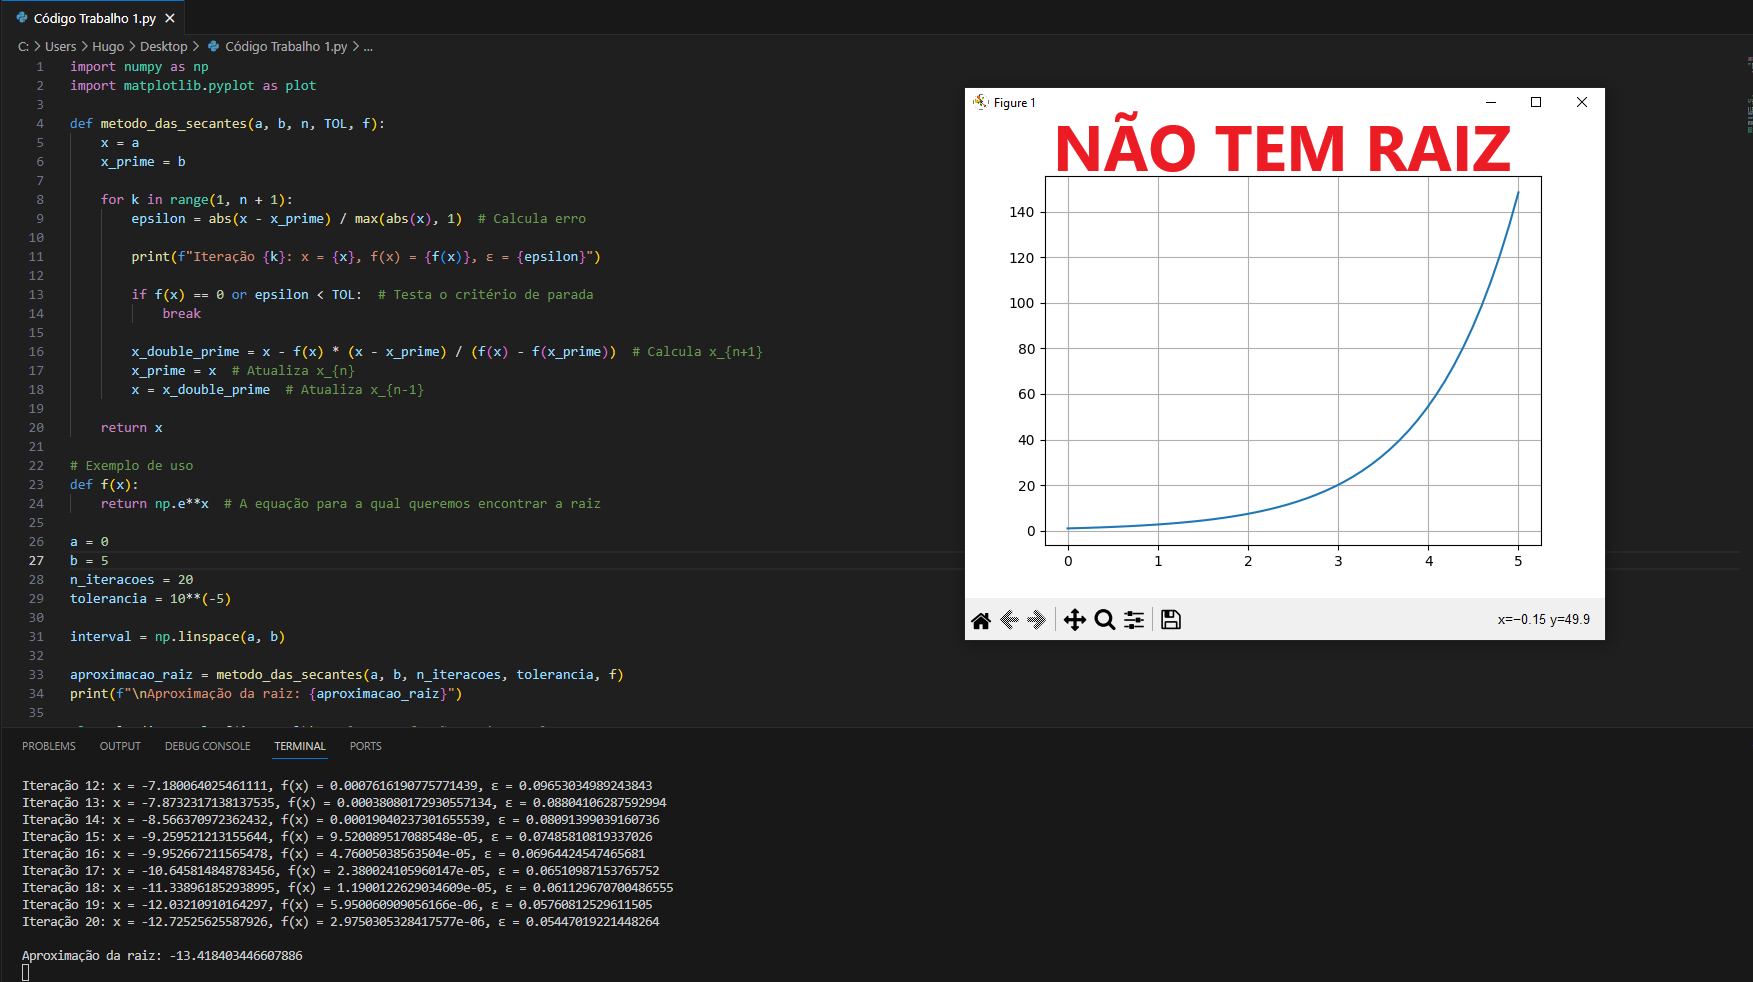 Código Trabalho 1.py
C: > Users > Hugo > Desktop > Código Trabalho 1.py > ...
1 import numpy as np
2 import matplotlib.pyplot as plot
3
4 def metodo_das_secantes(a, b, n, TOL, f):
5 x = a
6 x_prime = b
7
8 for k in range(1, n + 1):
9 epsilon = abs(x - x_prime) / max(abs(x), 1)  # Calcula erro
10
11 print(f"Iteração {k}: x = {x}, f(x) = {f(x)}, ε = {epsilon}")
12
13 if f(x) == 0 or epsilon < TOL:  # Testa o critério de parada
14 break
15
16 x_double_prime = x - f(x) * (x - x_prime) / (f(x) - f(x_prime))  # Calcula x_{n+1}
17 x_prime = x  # Atualiza x_{n}
18 x = x_double_prime  # Atualiza x_{n-1}
19
20 return x
21
22 # Exemplo de uso
23 def f(x):
24 return np.e**x  # A equação para a qual queremos encontrar a raiz
25
26 a = 0
27 b = 5
28 n_iteracoes = 20
29 tolerancia = 10**(-5)
30
31 interval = np.linspace(a, b)
32
33 aproximacao_raiz = metodo_das_secantes(a, b, n_iteracoes, tolerancia, f)
34 print(f"\nAproximação da raiz: {aproximacao_raiz}")
35
Figure 1
NÃO TEM RAIZ
140
120
100
80
60
40
20
0
0 1 2 3 4 5
x=−0.15 y=49.9
PROBLEMS OUTPUT DEBUG CONSOLE TERMINAL PORTS
Iteração 12: x = -7.180064025461111, f(x) = 0.0007616190775771439, ε = 0.09653034989243843
Iteração 13: x = -7.8732317138137535, f(x) = 0.00038080172930557134, ε = 0.08804106287592994
Iteração 14: x = -8.566370972362432, f(x) = 0.00019040237301655539, ε = 0.08091399039160736
Iteração 15: x = -9.259521213155644, f(x) = 9.520089517088548e-05, ε = 0.07485810819337026
Iteração 16: x = -9.952667211565478, f(x) = 4.76005038563504e-05, ε = 0.06964424547465681
Iteração 17: x = -10.645814848783456, f(x) = 2.380024105960147e-05, ε = 0.06510987153765752
Iteração 18: x = -11.338961852938995, f(x) = 1.1900122629034609e-05, ε = 0.061129670700486555
Iteração 19: x = -12.03210910164297, f(x) = 5.950060909056166e-06, ε = 0.05760812529611505
Iteração 20: x = -12.72525625587926, f(x) = 2.9750305328417577e-06, ε = 0.05447019221448264
Aproximação da raiz: -13.418403446607886